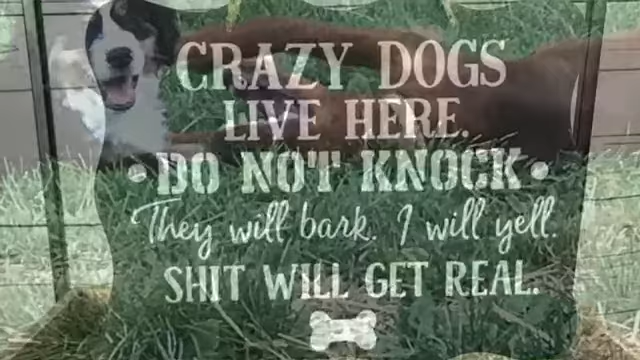 CRAZY DOGS
LIVE HERE.
•DO NOT KNOCK•
They will bark. I will yell.
SHIT WILL GET REAL.